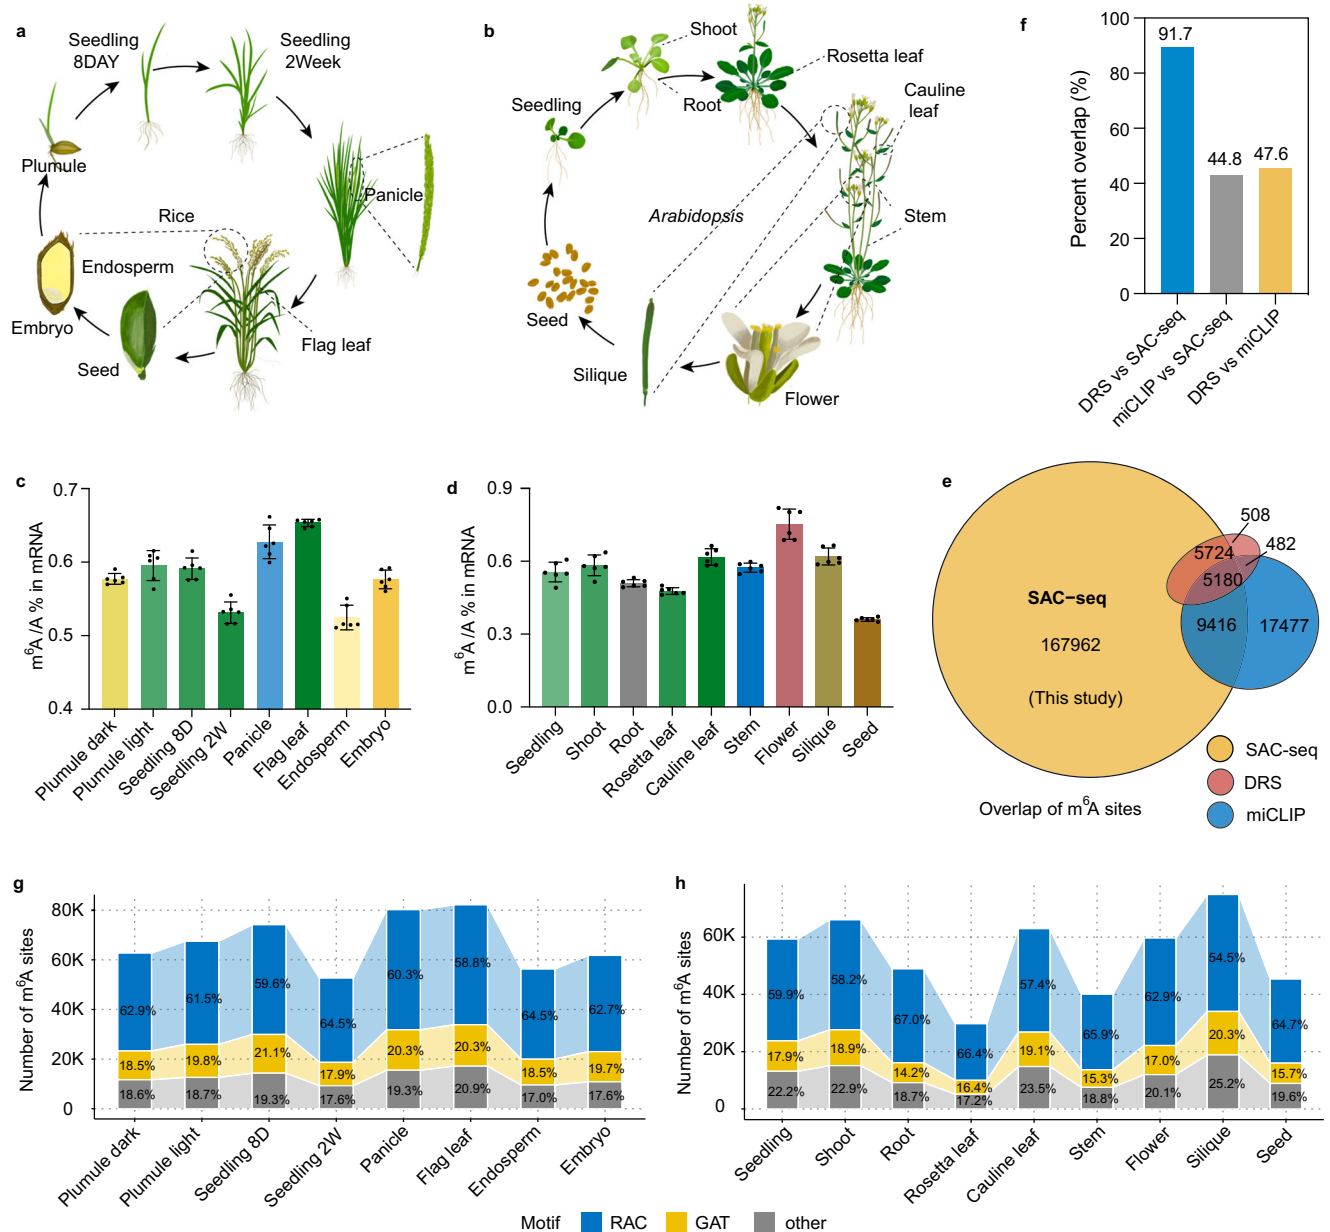 a
Seedling
8DAY
Seedling
2Week
Plumule
Panicle
Rice
Endosperm
Embryo
Seed
Flag leaf
b
Shoot
Root
Rosetta leaf
Cauline
leaf
Seedling
Arabidopsis
Stem
Seed
Silique
Flower
f
Percent overlap (%)
100
80
60
40
20
0
91.7
44.8
47.6
DRS vs SAC-seq
miCLIP vs SAC-seq
DRS vs miCLIP
c
m6A /A % in mRNA
0.7
0.6
0.5
0.4
Plumule dark
Plumule light
Seedling 8D
Seedling 2W
Panicle
Flag leaf
Endosperm
Embryo
d
m6A /A % in mRNA
0.9
0.6
0.3
0.0
Seedling
Shoot
Root
Rosetta leaf
Cauline leaf
Stem
Flower
Silique
Seed
e
508
5724
482
5180
SAC−seq
9416
17477
167962
(This study)
SAC-seq
DRS
miCLIP
Overlap of m6A sites
g
Number of m6A sites
80K
60K
40K
20K
0
62.9%
61.5%
59.6%
64.5%
60.3%
58.8%
64.5%
62.7%
18.5%
19.8%
21.1%
17.9%
20.3%
20.3%
18.5%
19.7%
18.6%
18.7%
19.3%
17.6%
19.3%
20.9%
17.0%
17.6%
Plumule dark
Plumule light
Seedling 8D
Seedling 2W
Panicle
Flag leaf
Endosperm
Embryo
h
Number of m6A sites
60K
40K
20K
0
59.9%
58.2%
67.0%
66.4%
57.4%
65.9%
62.9%
54.5%
64.7%
17.9%
18.9%
14.2%
16.4%
19.1%
15.3%
17.0%
20.3%
15.7%
22.2%
22.9%
18.7%
17.2%
23.5%
18.8%
20.1%
25.2%
19.6%
Seedling
Shoot
Root
Rosetta leaf
Cauline leaf
Stem
Flower
Silique
Seed
Motif RAC GAT other